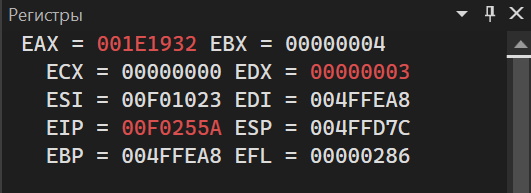 Регистры
EAX = 001E1932 EBX = 00000004
ECX = 00000000 EDX = 00000003
ESI = 00F01023 EDI = 004FFEA8
EIP = 00F0255A ESP = 004FFD7C
EBP = 004FFEA8 EFL = 00000286